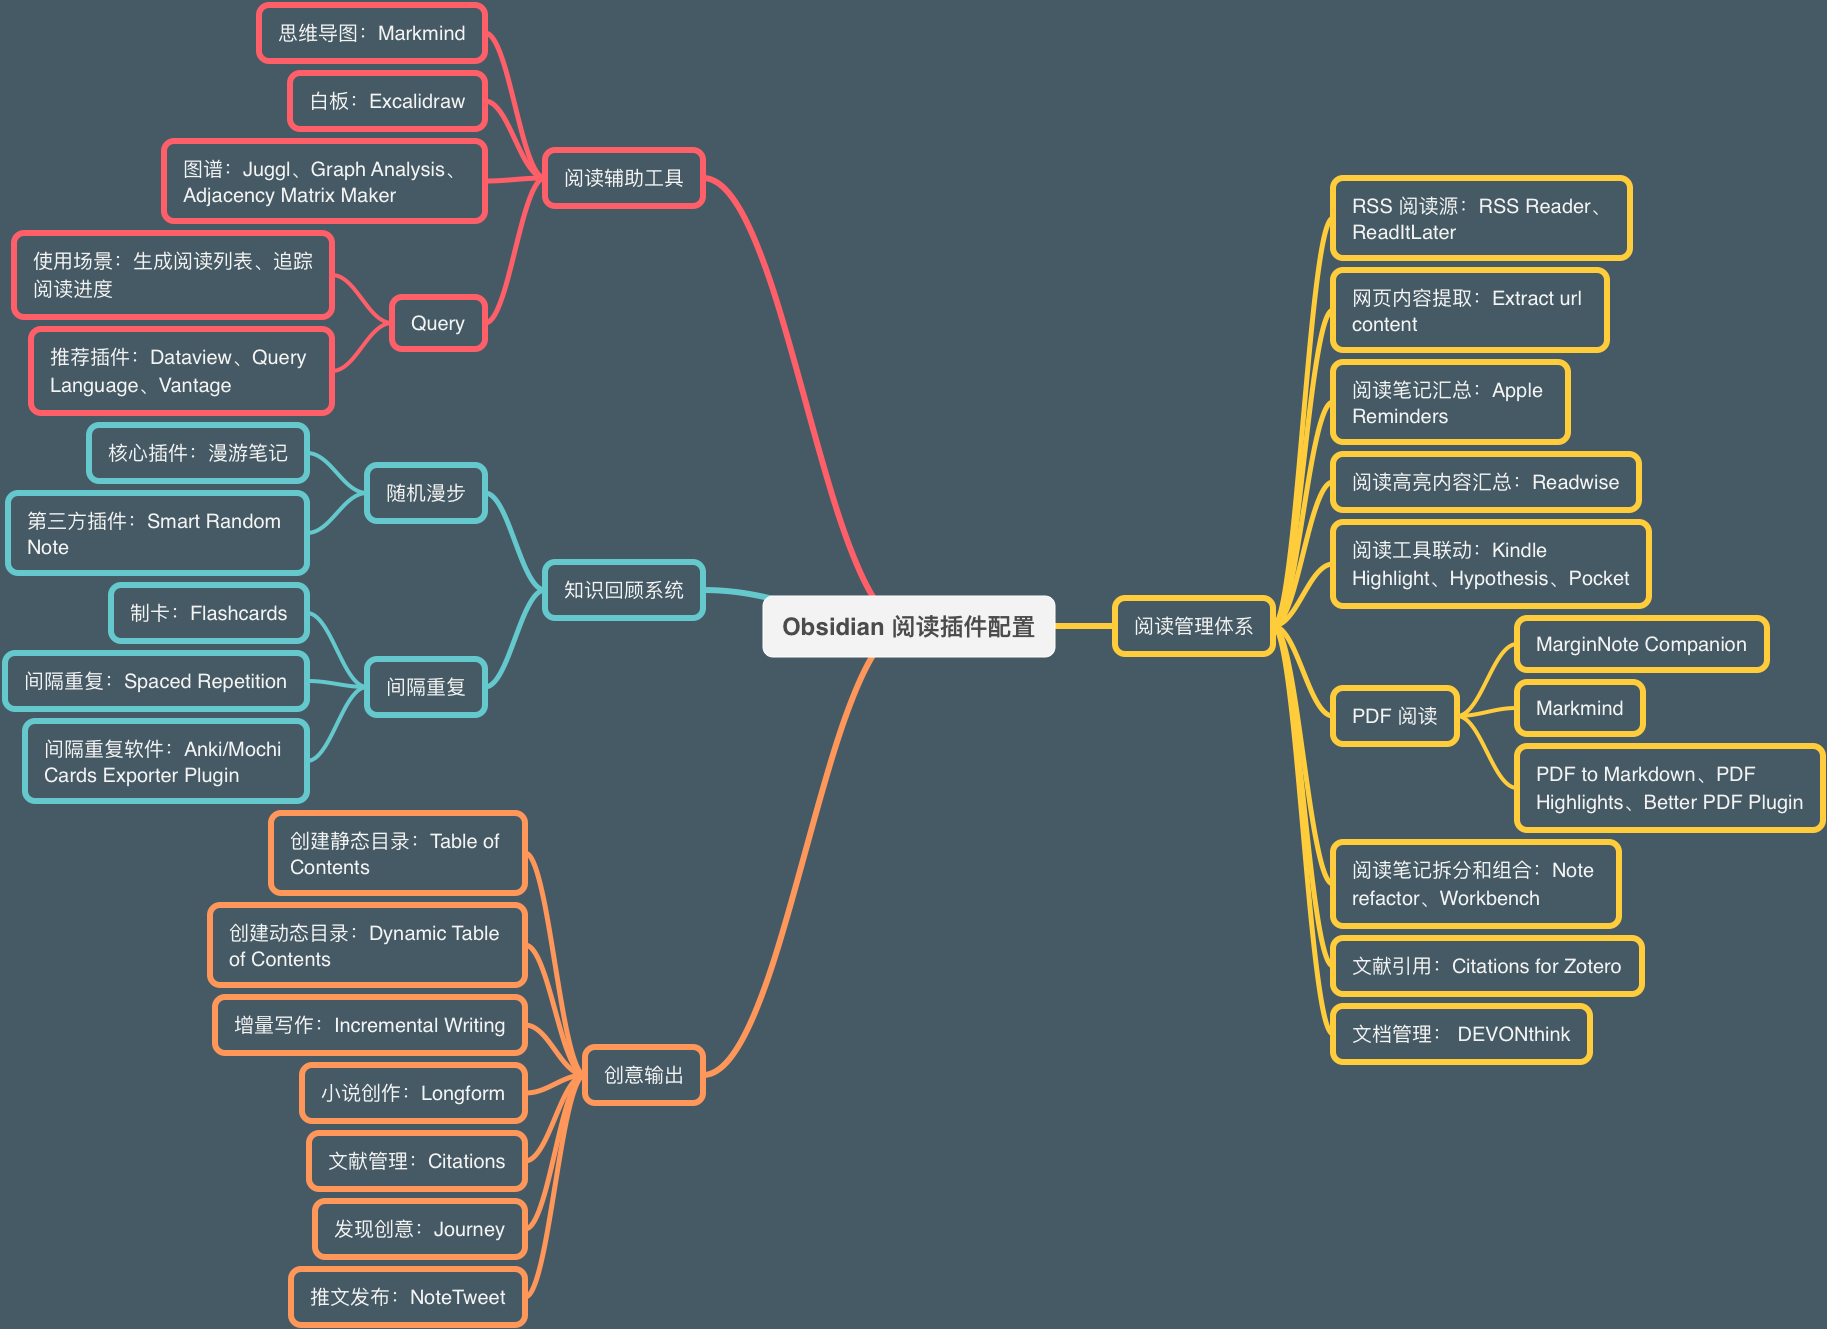 思维导图：Markmind
白板：Excalidraw
图谱：Juggl、Graph Analysis、
Adjacency Matrix Maker
阅读辅助工具
使用场景：生成阅读列表、追踪
阅读进度
Query
推荐插件：Dataview、Query
Language、Vantage
核心插件：漫游笔记
随机漫步
第三方插件：Smart Random
Note
知识回顾系统
制卡：Flashcards
间隔重复：Spaced Repetition
间隔重复
间隔重复软件：Anki/Mochi
Cards Exporter Plugin
Obsidian 阅读插件配置
创建静态目录：Table of
Contents
创建动态目录：Dynamic Table
of Contents
增量写作：Incremental Writing
创意输出
小说创作：Longform
文献管理：Citations
发现创意：Journey
推文发布：NoteTweet
RSS 阅读源：RSS Reader、
ReadItLater
网页内容提取：Extract url
content
阅读笔记汇总：Apple
Reminders
阅读高亮内容汇总：Readwise
阅读工具联动：Kindle
Highlight、Hypothesis、Pocket
阅读管理体系
PDF 阅读
MarginNote Companion
Markmind
PDF to Markdown、PDF
Highlights、Better PDF Plugin
阅读笔记拆分和组合：Note
refactor、Workbench
文献引用：Citations for Zotero
文档管理： DEVONthink